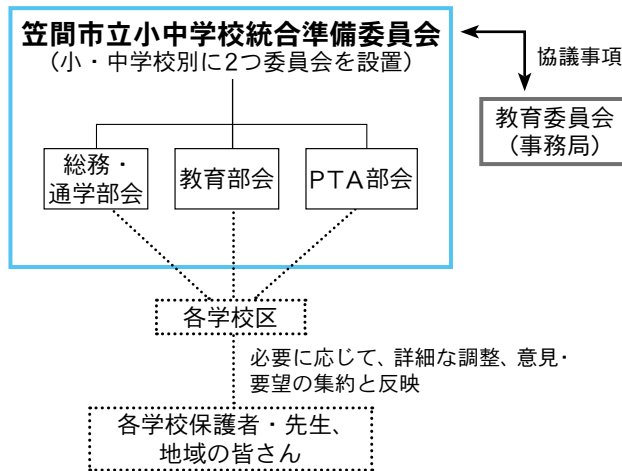 笠間市立小中学校統合準備委員会
（小・中学校別に2つ委員会を設置）
協議事項
教育委員会
（事務局）
総務・
通学部会
教育部会
PTA部会
各学校区
必要に応じて、詳細な調整、意見・
要望の集約と反映
各学校保護者・先生、
地域の皆さん